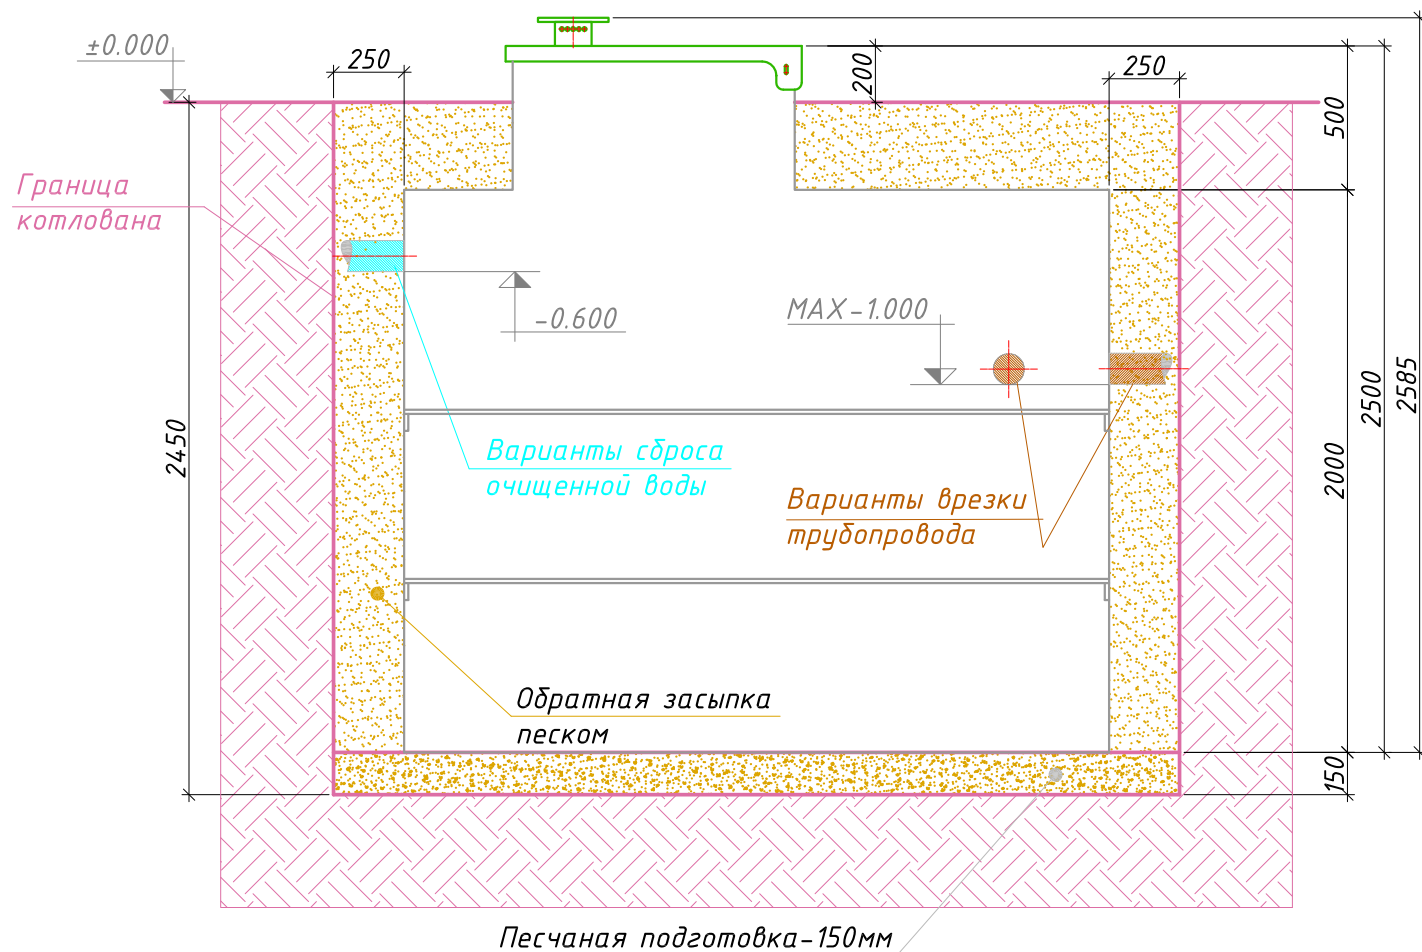 ±0.000
250
200
250
500
Граница
котлована
-0.600
MAX-1.000
2450
2500
2585
2000
Варианты сброса
очищенной воды
Варианты врезки
трубопровода
Обратная засыпка
песком
150
Песчаная подготовка-150мм